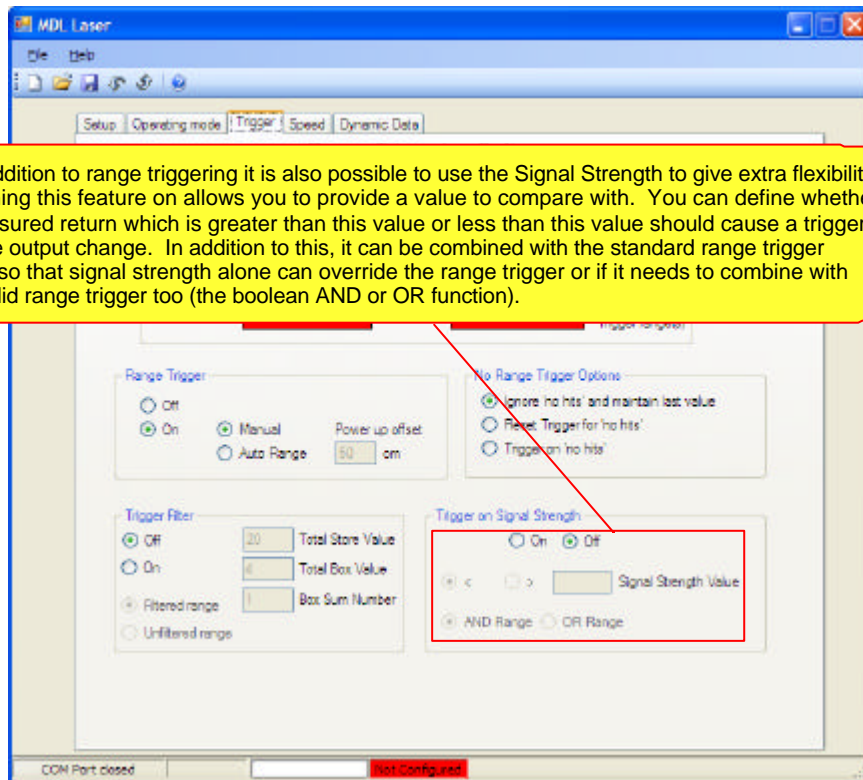 MDL Laser
File Help
Setup Operating mode Trigger Speed Dynamic Data
ddition to range triggering it is also possible to use the Signal Strength to give extra flexibilit
ing this feature on allows you to provide a value to compare with. You can define whethe
sured return which is greater than this value or less than this value should cause a trigger
e output change. In addition to this, it can be combined with the standard range trigger
so that signal strength alone can override the range trigger or if it needs to combine with
lid range trigger too (the boolean AND or OR function).
Trigger range(s)
Range Trigger
Off
On Manual Power up offset
Auto Range 50 cm
No Range Trigger Options
Ignore 'no hits' and maintain last value
Reset Trigger for 'no hits'
Trigger on 'no hits'
Trigger Filter
Off 20 Total Store Value
On Total Box Value
Filtered range 1 Box Sum Number
Unfiltered range
Trigger on Signal Strength
On Off
< > Signal Strength Value
AND Range OR Range
COM Port closed Not Configured